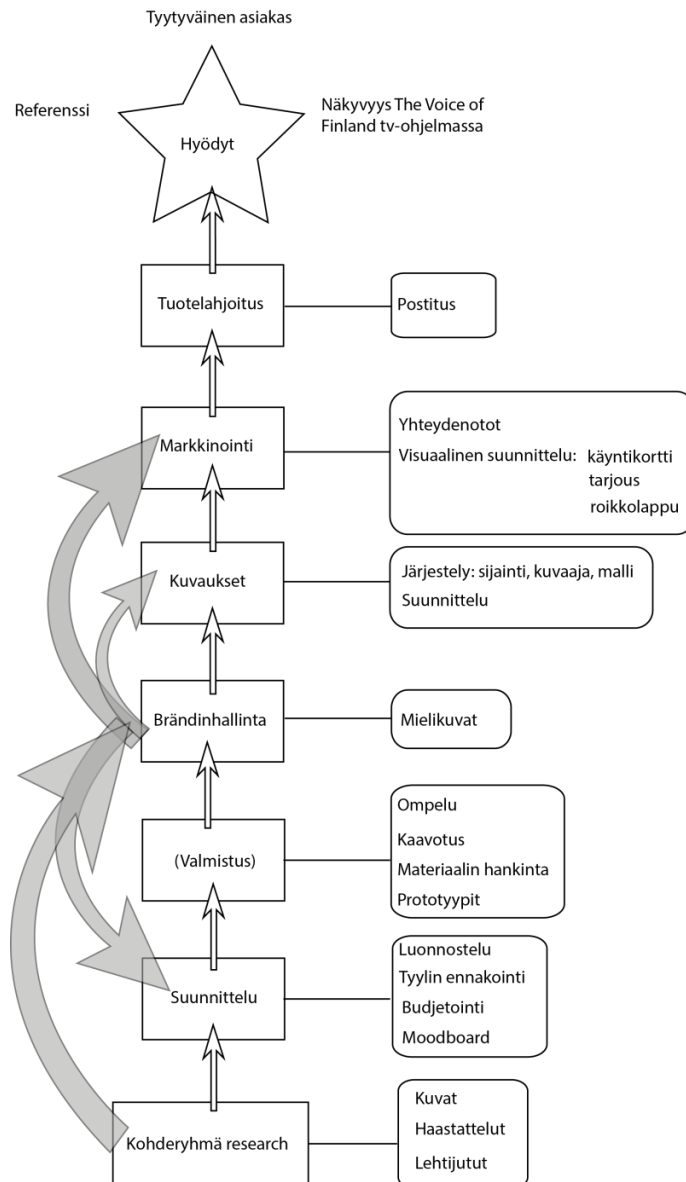 Tyytyväinen asiakas
Referenssi
Näkyvyys The Voice of
Finland tv-ohjelmassa
Hyödyt
Tuotelahjoitus
Postitus
Markkinointi
Yhteydenotot
Visuaalinen suunnittelu: käyntikortti
tarjous
roikkolappu
Kuvaukset
Järjestely: sijainti, kuvaaja, malli
Suunnittelu
Brändinhallinta
Mielikuvat
(Valmistus)
Ompelu
Kaavotus
Materiaalin hankinta
Prototyypit
Suunnittelu
Luonnostelu
Tyylin ennakointi
Budjetointi
Moodboard
Kohderyhmä research
Kuvat
Haastattelut
Lehtijutut